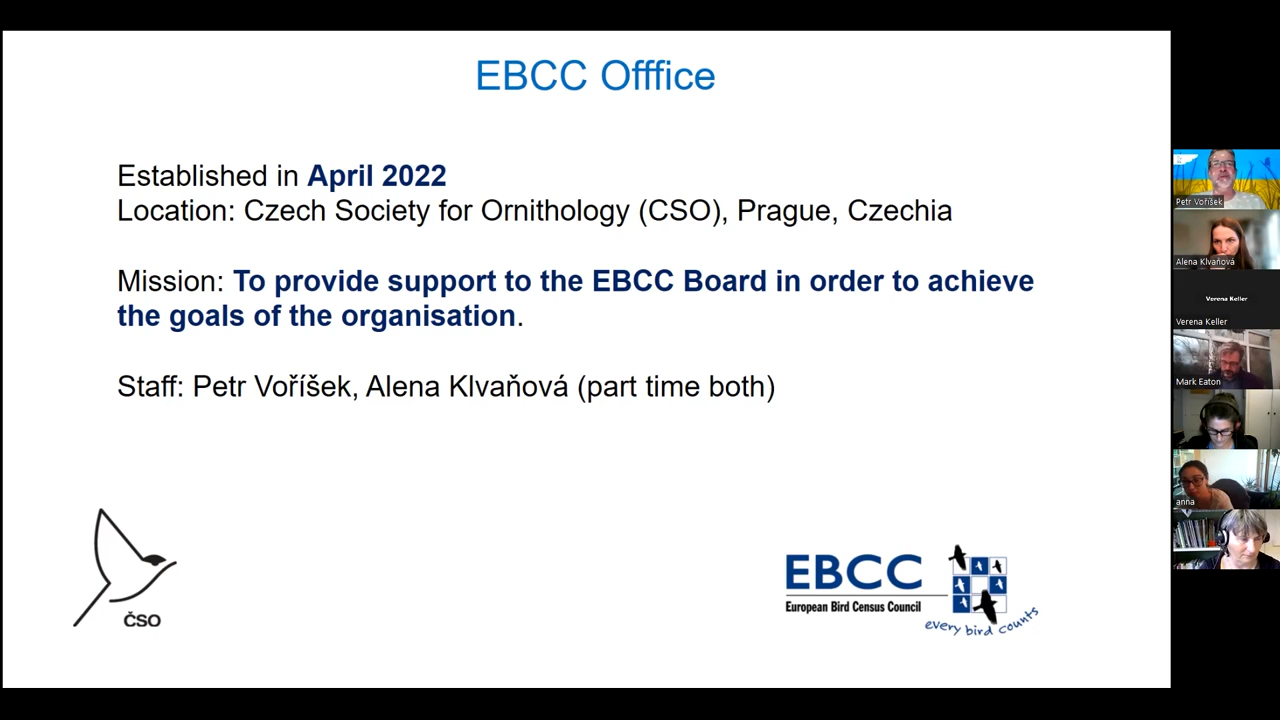 EBCC Offfice
Established in April 2022
Location: Czech Society for Ornithology (CSO), Prague, Czechia
Mission: To provide support to the EBCC Board in order to achieve
the goals of the organisation.
Staff: Petr Voříšek, Alena Klvaňová (part time both)
ČSO
EBCC
European Bird Census Council
every bird counts
Petr Voříšek
Alena Klvaňová
Verena Keller
Verena Keller
Mark Eaton
anna